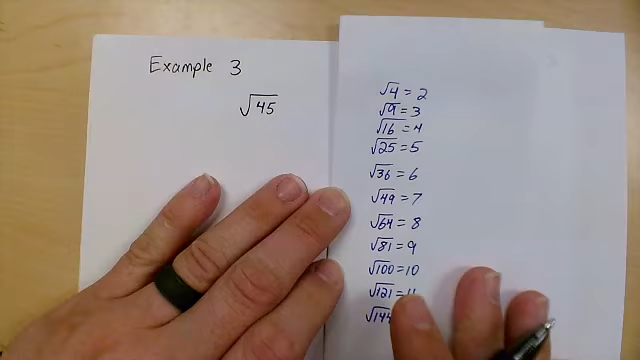 Example 3
√45
√4 = 2
√9 = 3
√16 = 4
√25 = 5
√36 = 6
√49 = 7
√64 = 8
√81 = 9
√100 = 10
√121 = 11
√144